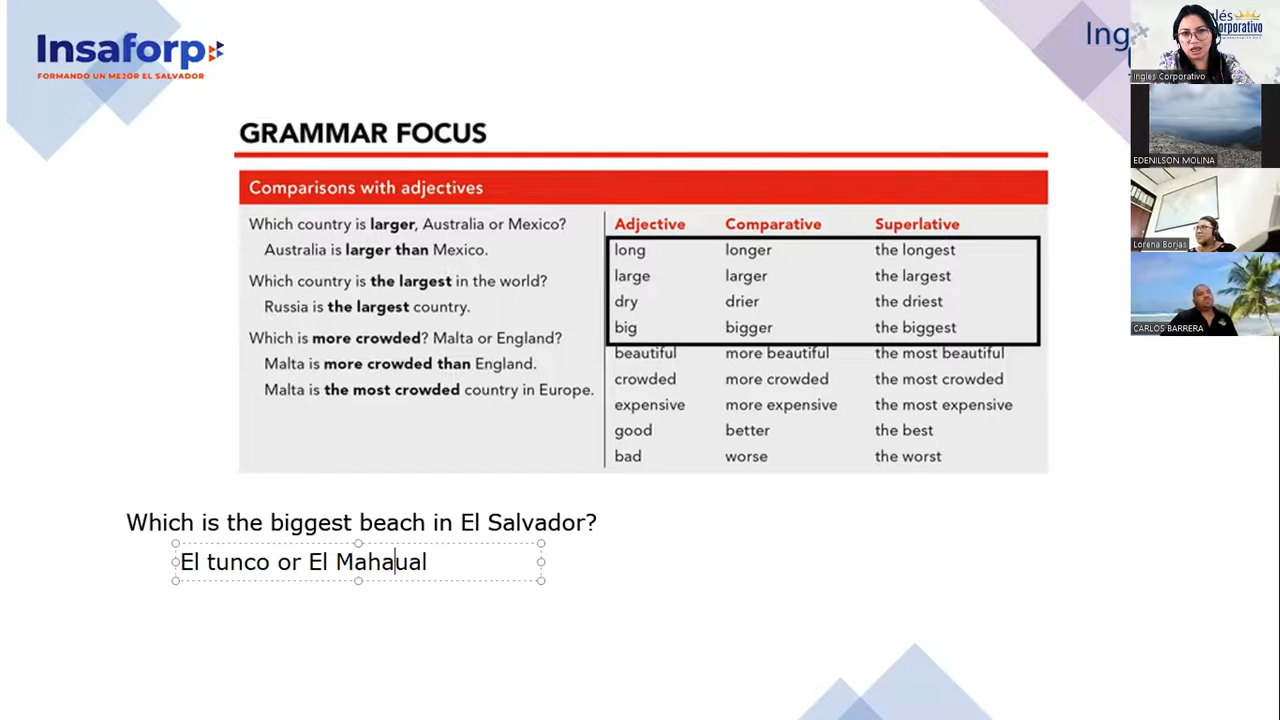 Insaforp
FORMANDO UN MEJOR EL SALVADOR
Ing
lés
Corporativo
Ingles Corporativo
EDENILSON MOLINA
Lorena Borjas
CARLOS BARRERA
GRAMMAR FOCUS
Comparisons with adjectives
Which country is larger, Australia or Mexico?
Australia is larger than Mexico.
Which country is the largest in the world?
Russia is the largest country.
Which is more crowded? Malta or England?
Malta is more crowded than England.
Malta is the most crowded country in Europe.
Adjective Comparative Superlative
long longer the longest
large larger the largest
dry drier the driest
big bigger the biggest
beautiful more beautiful the most beautiful
crowded more crowded the most crowded
expensive more expensive the most expensive
good better the best
bad worse the worst
Which is the biggest beach in El Salvador?
El tunco or El Mahaual